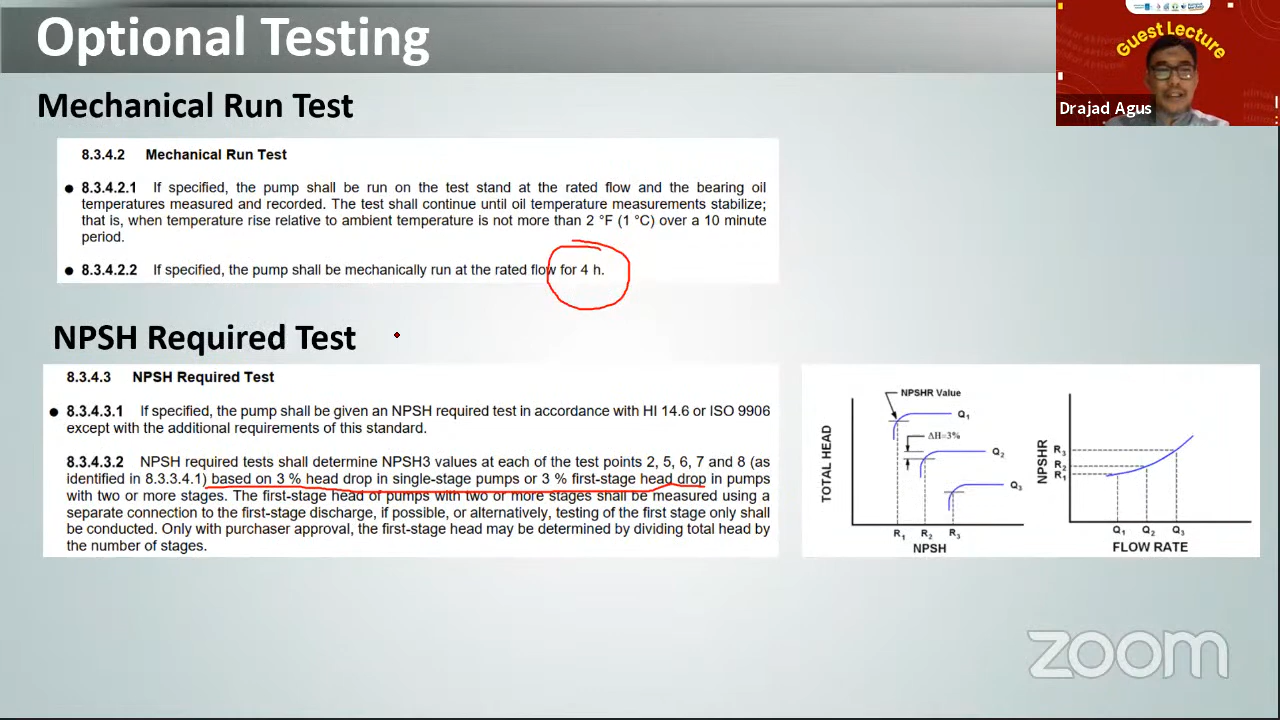 Optional Testing
Guest Lecture
Drajad Agus
Mechanical Run Test
8.3.4.2 Mechanical Run Test
● 8.3.4.2.1 If specified, the pump shall be run on the test stand at the rated flow and the bearing oil
temperatures measured and recorded. The test shall continue until oil temperature measurements stabilize;
that is, when temperature rise relative to ambient temperature is not more than 2 °F (1 °C) over a 10 minute
period.
● 8.3.4.2.2 If specified, the pump shall be mechanically run at the rated flow for 4 h.
NPSH Required Test
8.3.4.3 NPSH Required Test
● 8.3.4.3.1 If specified, the pump shall be given an NPSH required test in accordance with HI 14.6 or ISO 9906
except with the additional requirements of this standard.
8.3.4.3.2 NPSH required tests shall determine NPSH3 values at each of the test points 2, 5, 6, 7 and 8 (as
identified in 8.3.3.4.1) based on 3 % head drop in single-stage pumps or 3 % first-stage head drop in pumps
with two or more stages. The first-stage head of pumps with two or more stages shall be measured using a
separate connection to the first-stage discharge, if possible, or alternatively, testing of the first stage only shall
be conducted. Only with purchaser approval, the first-stage head may be determined by dividing total head by
the number of stages.
NPSHR Value
Q1
ΔH=3%
Q2
Q3
TOTAL HEAD
R1 R2 R3
NPSH
NPSHR
R3
R2
R1
Q1 Q2 Q3
FLOW RATE
zoom